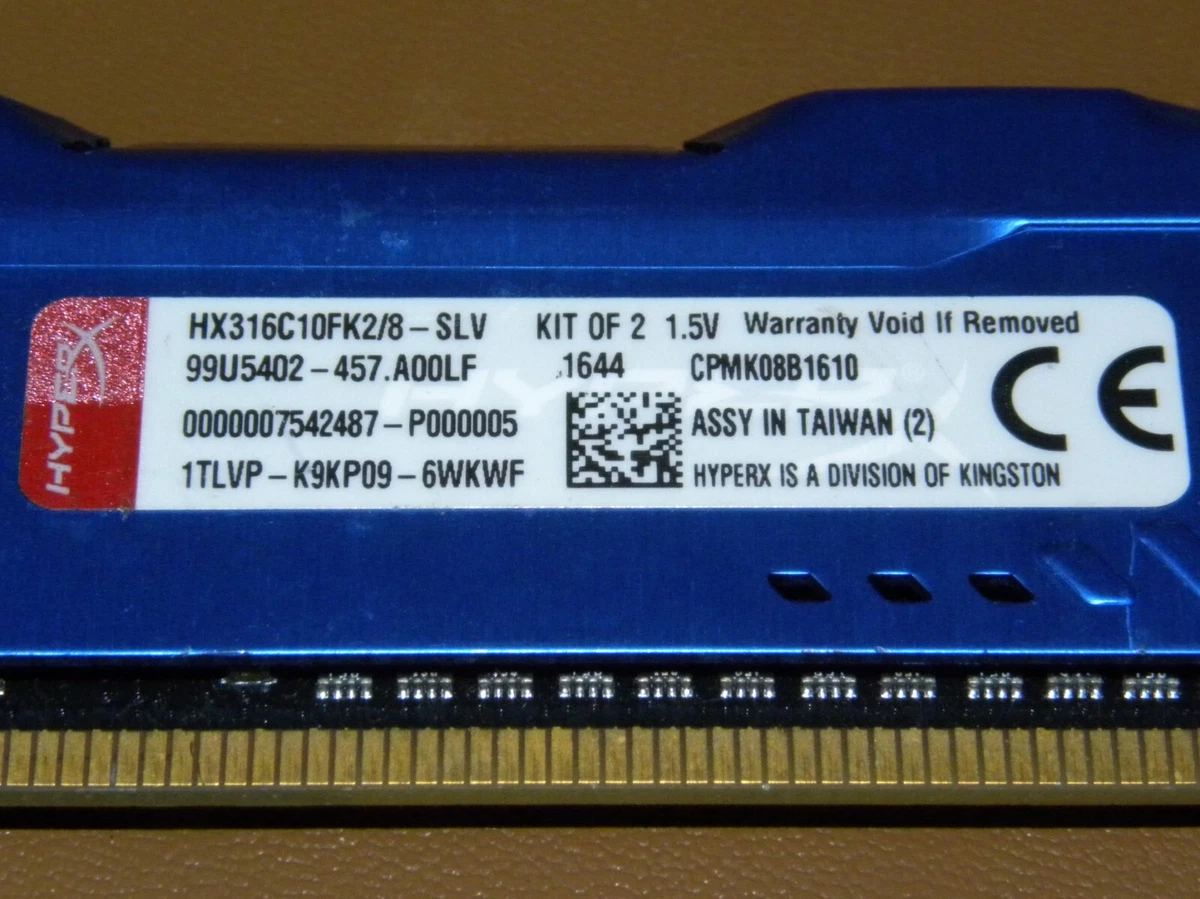 HYPERX
HX316C10FK2/8-SLV KIT OF 2 1.5V Warranty Void If Removed
99U5402-457.A00LF .1644 CPMK08B1610
0000007542487-P000005 ASSY IN TAIWAN (2)
1TLVP-K9KP09-6WKWF HYPERX IS A DIVISION OF KINGSTON
CE